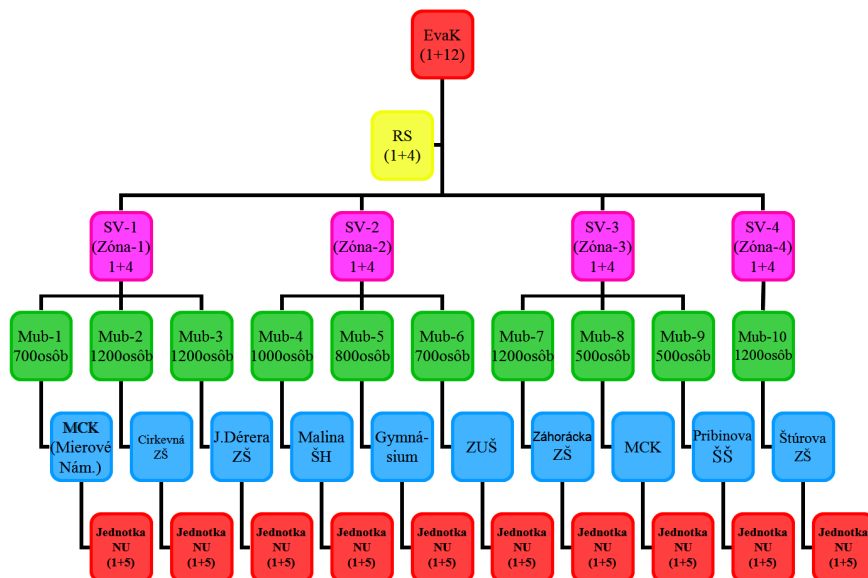 EvaK
(1+12)
RS
(1+4)
SV-1
(Zóna-1)
1+4
SV-2
(Zóna-2)
1+4
SV-3
(Zóna-3)
1+4
SV-4
(Zóna-4)
1+4
Mub-1
700osôb
Mub-2
1200osôb
Mub-3
1200osôb
Mub-4
1000osôb
Mub-5
800osôb
Mub-6
700osôb
Mub-7
1200osôb
Mub-8
500osôb
Mub-9
500osôb
Mub-10
1200osôb
MCK
(Mierové
Nám.)
Cirkevná
ZŠ
J.Dérera
ZŠ
Malina
ŠH
Gymná-
sium
ZUŠ
Záhorácka
ZŠ
MCK
Pribinova
ŠŠ
Štúrova
ZŠ
Jednotka
NU
(1+5)
Jednotka
NU
(1+5)
Jednotka
NU
(1+5)
Jednotka
NU
(1+5)
Jednotka
NU
(1+5)
Jednotka
NU
(1+5)
Jednotka
NU
(1+5)
Jednotka
NU
(1+5)
Jednotka
NU
(1+5)
Jednotka
NU
(1+5)